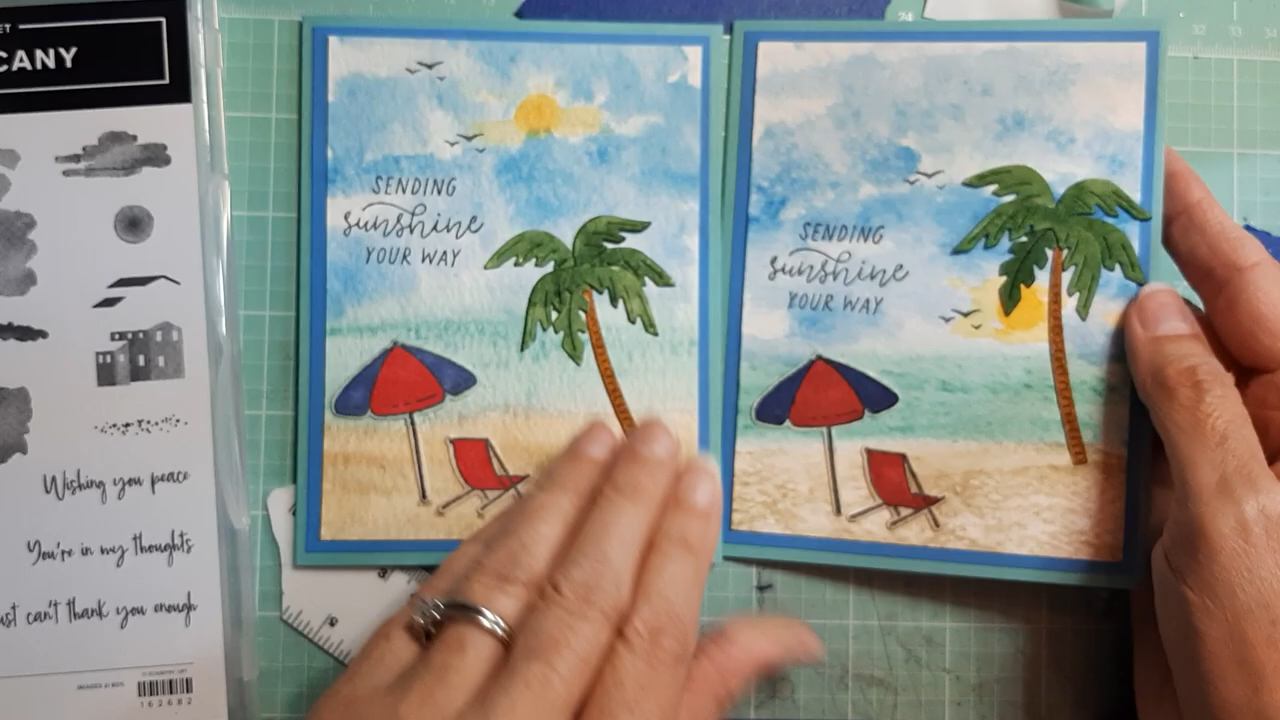 CANY
Wishing you peace
You're in my thoughts
can't thank you enough
162682
SENDING
sunshine
YOUR WAY
SENDING
sunshine
YOUR WAY